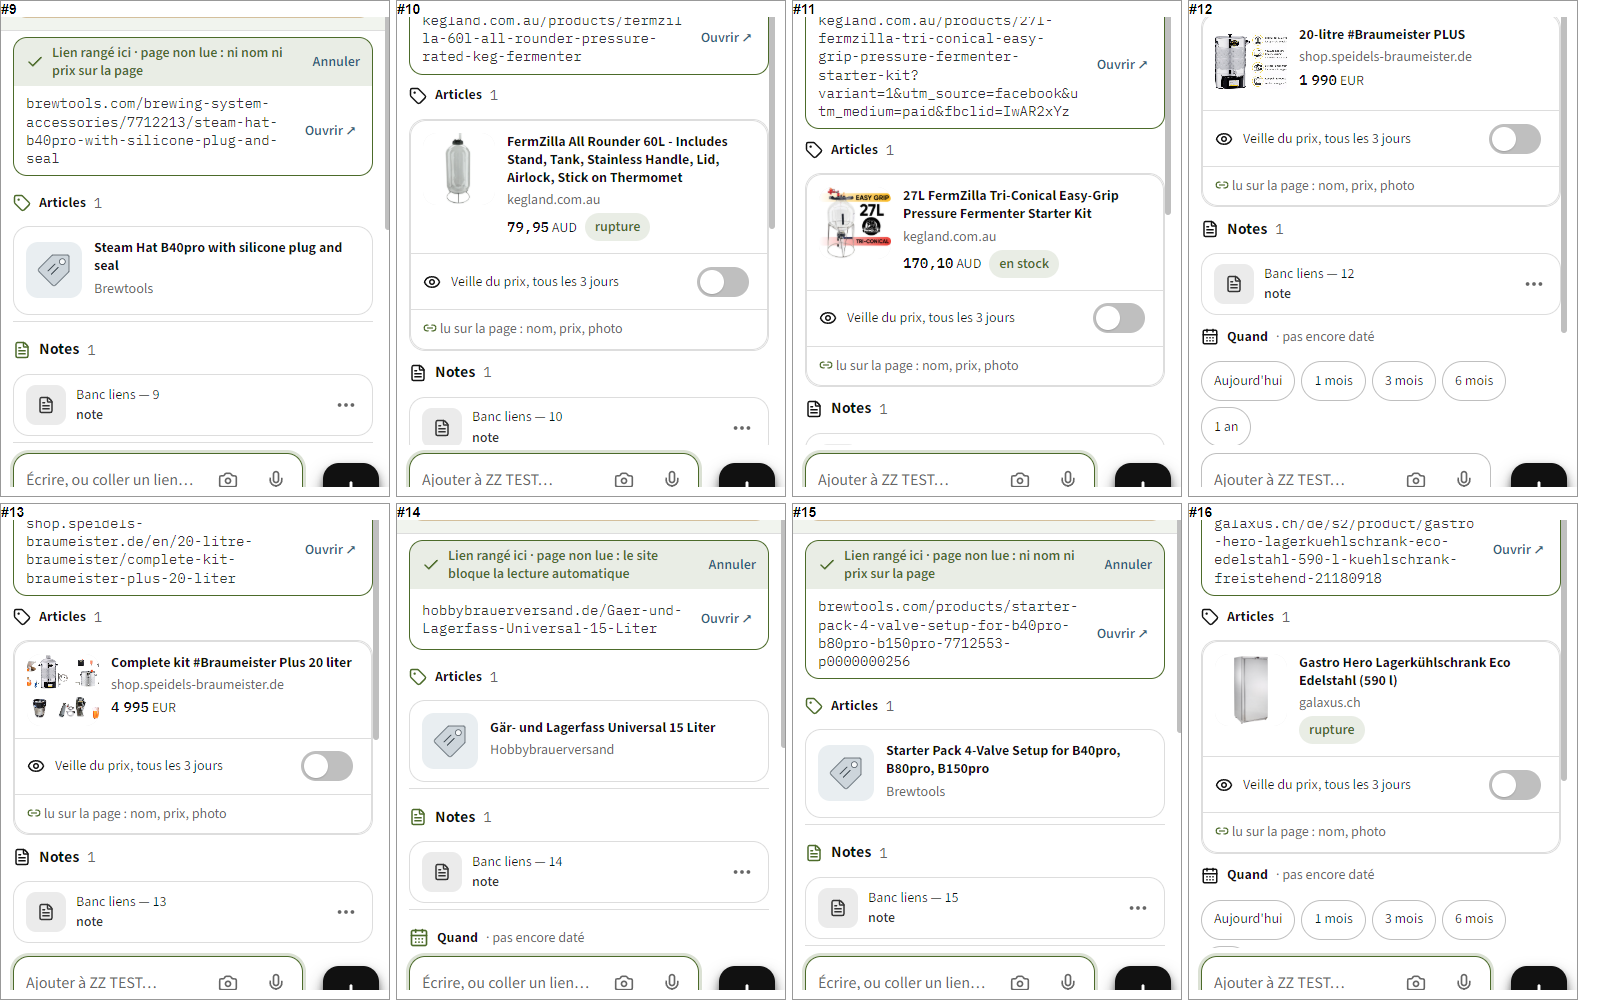 #9
Lien rangé ici · page non lue : ni nom ni
prix sur la page
Annuler
brewtools.com/brewing-system-
accessories/7712213/steam-hat-
b40pro-with-silicone-plug-and-
seal
Ouvrir ↗
Articles 1
Steam Hat B40pro with silicone plug and
seal
Brewtools
Notes 1
Banc liens — 9
note
Écrire, ou coller un lien…
#10
kegland.com.au/products/fermzil
la-60l-all-rounder-pressure-
rated-keg-fermenter
Ouvrir ↗
Articles 1
FermZilla All Rounder 60L - Includes
Stand, Tank, Stainless Handle, Lid,
Airlock, Stick on Thermomet
kegland.com.au
79,95 AUD rupture
Veille du prix, tous les 3 jours
lu sur la page : nom, prix, photo
Notes 1
Banc liens — 10
note
Ajouter à ZZ TEST…
#11
kegland.com.au/products/27l-
fermzilla-tri-conical-easy-
grip-pressure-fermenter-
starter-kit?
variant=1&utm_source=facebook&u
tm_medium=paid&fbclid=IwAR2xYz
Ouvrir ↗
Articles 1
EASY GRIP
27L
TRI-CONICAL
27L FermZilla Tri-Conical Easy-Grip
Pressure Fermenter Starter Kit
kegland.com.au
170,10 AUD en stock
Veille du prix, tous les 3 jours
lu sur la page : nom, prix, photo
Notes 1
Ajouter à ZZ TEST…
#12
20-litre #Braumeister PLUS
shop.speidels-braumeister.de
1 990 EUR
Veille du prix, tous les 3 jours
lu sur la page : nom, prix, photo
Notes 1
Banc liens — 12
note
Quand · pas encore daté
Aujourd'hui
1 mois
3 mois
6 mois
1 an
Ajouter à ZZ TEST…
#13
shop.speidels-
braumeister.de/en/20-litre-
braumeister/complete-kit-
braumeister-plus-20-liter
Ouvrir ↗
Articles 1
Complete kit #Braumeister Plus 20 liter
shop.speidels-braumeister.de
4 995 EUR
Veille du prix, tous les 3 jours
lu sur la page : nom, prix, photo
Notes 1
Banc liens — 13
note
Ajouter à ZZ TEST…
#14
Lien rangé ici · page non lue : le site
bloque la lecture automatique
Annuler
hobbybrauerversand.de/Gaer-und-
Lagerfass-Universal-15-Liter
Ouvrir ↗
Articles 1
Gär- und Lagerfass Universal 15 Liter
Hobbybrauerversand
Notes 1
Banc liens — 14
note
Quand · pas encore daté
Écrire, ou coller un lien…
#15
Lien rangé ici · page non lue : ni nom ni
prix sur la page
Annuler
brewtools.com/products/starter-
pack-4-valve-setup-for-b40pro-
b80pro-b150pro-7712553-
p0000000256
Ouvrir ↗
Articles 1
Starter Pack 4-Valve Setup for B40pro,
B80pro, B150pro
Brewtools
Notes 1
Banc liens — 15
note
Écrire, ou coller un lien…
#16
galaxus.ch/de/s2/product/gastro
-hero-lagerkuehlschrank-eco-
edelstahl-590-l-kuehlschrank-
freistehend-21180918
Ouvrir ↗
Articles 1
Gastro Hero Lagerkühlschrank Eco
Edelstahl (590 l)
galaxus.ch
rupture
Veille du prix, tous les 3 jours
lu sur la page : nom, photo
Quand · pas encore daté
Aujourd'hui
1 mois
3 mois
6 mois
Ajouter à ZZ TEST…